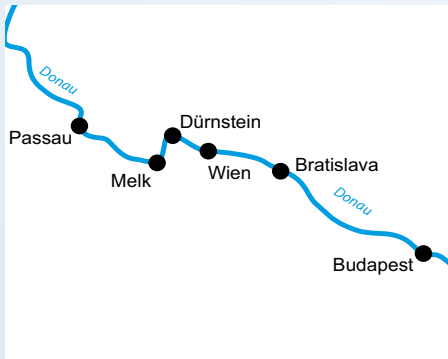 Donau
Passau
Melk
Dürnstein
Wien
Bratislava
Donau
Budapest